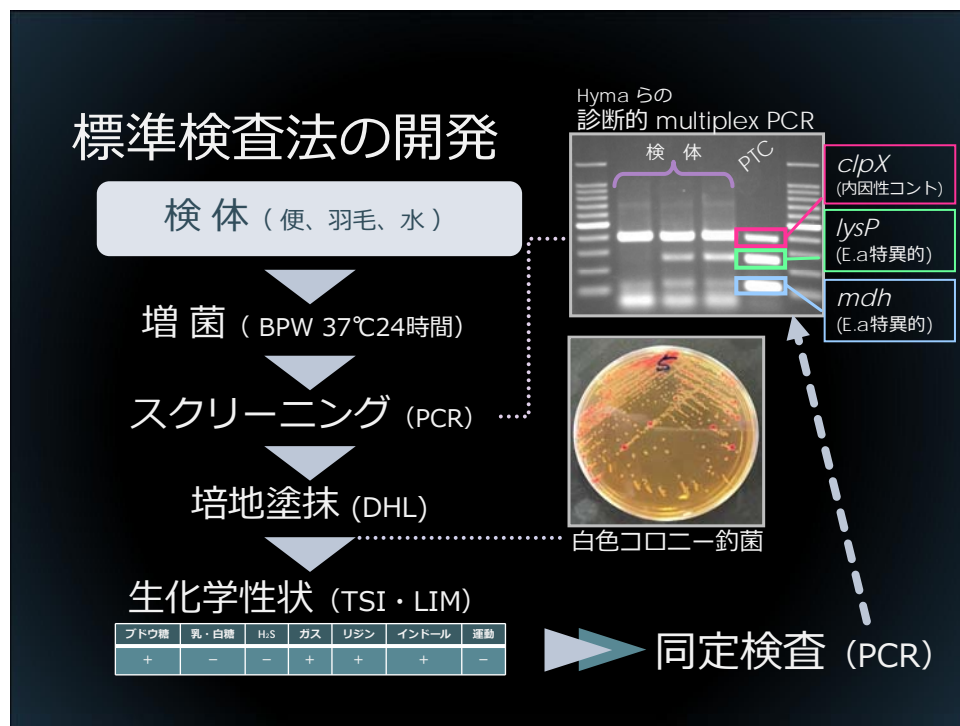 標準検査法の開発
検 体 ( 便、羽毛、水 )
増 菌 ( BPW 37℃24時間)
スクリーニング (PCR)
培地塗抹 (DHL)
生化学性状 (TSI・LIM)
ブドウ糖 乳・白糖 H₂S ガス リジン インドール 運動
+ − − + + + −
Hyma らの
診断的 multiplex PCR
検 体
PTC
clpX
(内因性コント)
lysP
(E.a特異的)
mdh
(E.a特異的)
5
白色コロニー釣菌
同定検査 (PCR)